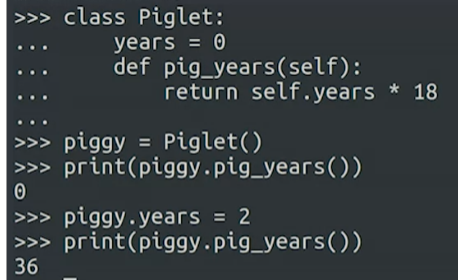 >>> class Piglet:
...     years = 0
...     def pig_years(self):
...         return self.years * 18
...
>>> piggy = Piglet()
>>> print(piggy.pig_years())
0
>>> piggy.years = 2
>>> print(piggy.pig_years())
36